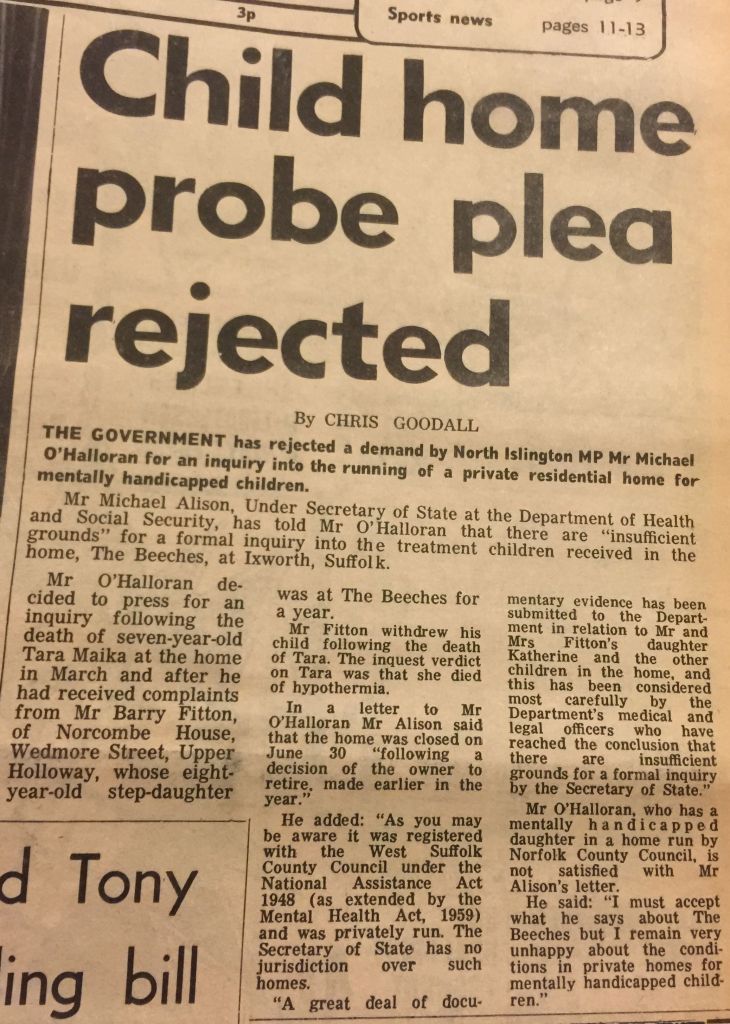 3p
Sports news
pages 11-13
Child home
probe plea
rejected
By CHRIS GOODALL
THE GOVERNMENT has rejected a demand by North Islington MP Mr Michael
O'Halloran for an inquiry into the running of a private residential home for
mentally handicapped children.
Mr Michael Alison, Under Secretary of State at the Department of Health
and Social Security, has told Mr O'Halloran that there are "insufficient
grounds" for a formal inquiry into the treatment children received in the
home, The Beeches, at Ixworth, Suffolk.
Mr O'Halloran de-
cided to press for an
inquiry following the
death of seven-year-old
Tara Maika at the home
in March and after he
had received complaints
from Mr Barry Fitton,
of Norcombe House,
Wedmore Street, Upper
Holloway, whose eight-
year-old step-daughter
was at The Beeches for
a year.
Mr Fitton withdrew his
child following the death
of Tara. The inquest verdict
on Tara was that she died
of hypothermia.
In a letter to Mr
O'Halloran Mr Alison said
that the home was closed on
June 30 "following a
decision of the owner to
retire, made earlier in the
year."
He added: "As you may
be aware it was registered
with the West Suffolk
County Council under the
National Assistance Act
1948 (as extended by the
Mental Health Act, 1959)
and was privately run. The
Secretary of State has no
jurisdiction over such
homes.
"A great deal of docu-
mentary evidence has been
submitted to the Depart-
ment in relation to Mr and
Mrs Fitton's daughter
Katherine and the other
children in the home, and
this has been considered
most carefully by the
Department's medical and
legal officers who have
reached the conclusion that
there are insufficient
grounds for a formal inquiry
by the Secretary of State."
Mr O'Halloran, who has a
mentally handicapped
daughter in a home run by
Norfolk County Council, is
not satisfied with Mr
Alison's letter.
He said: "I must accept
what he says about The
Beeches but I remain very
unhappy about the condi-
tions in private homes for
mentally handicapped child-
ren."
d Tony
ing bill